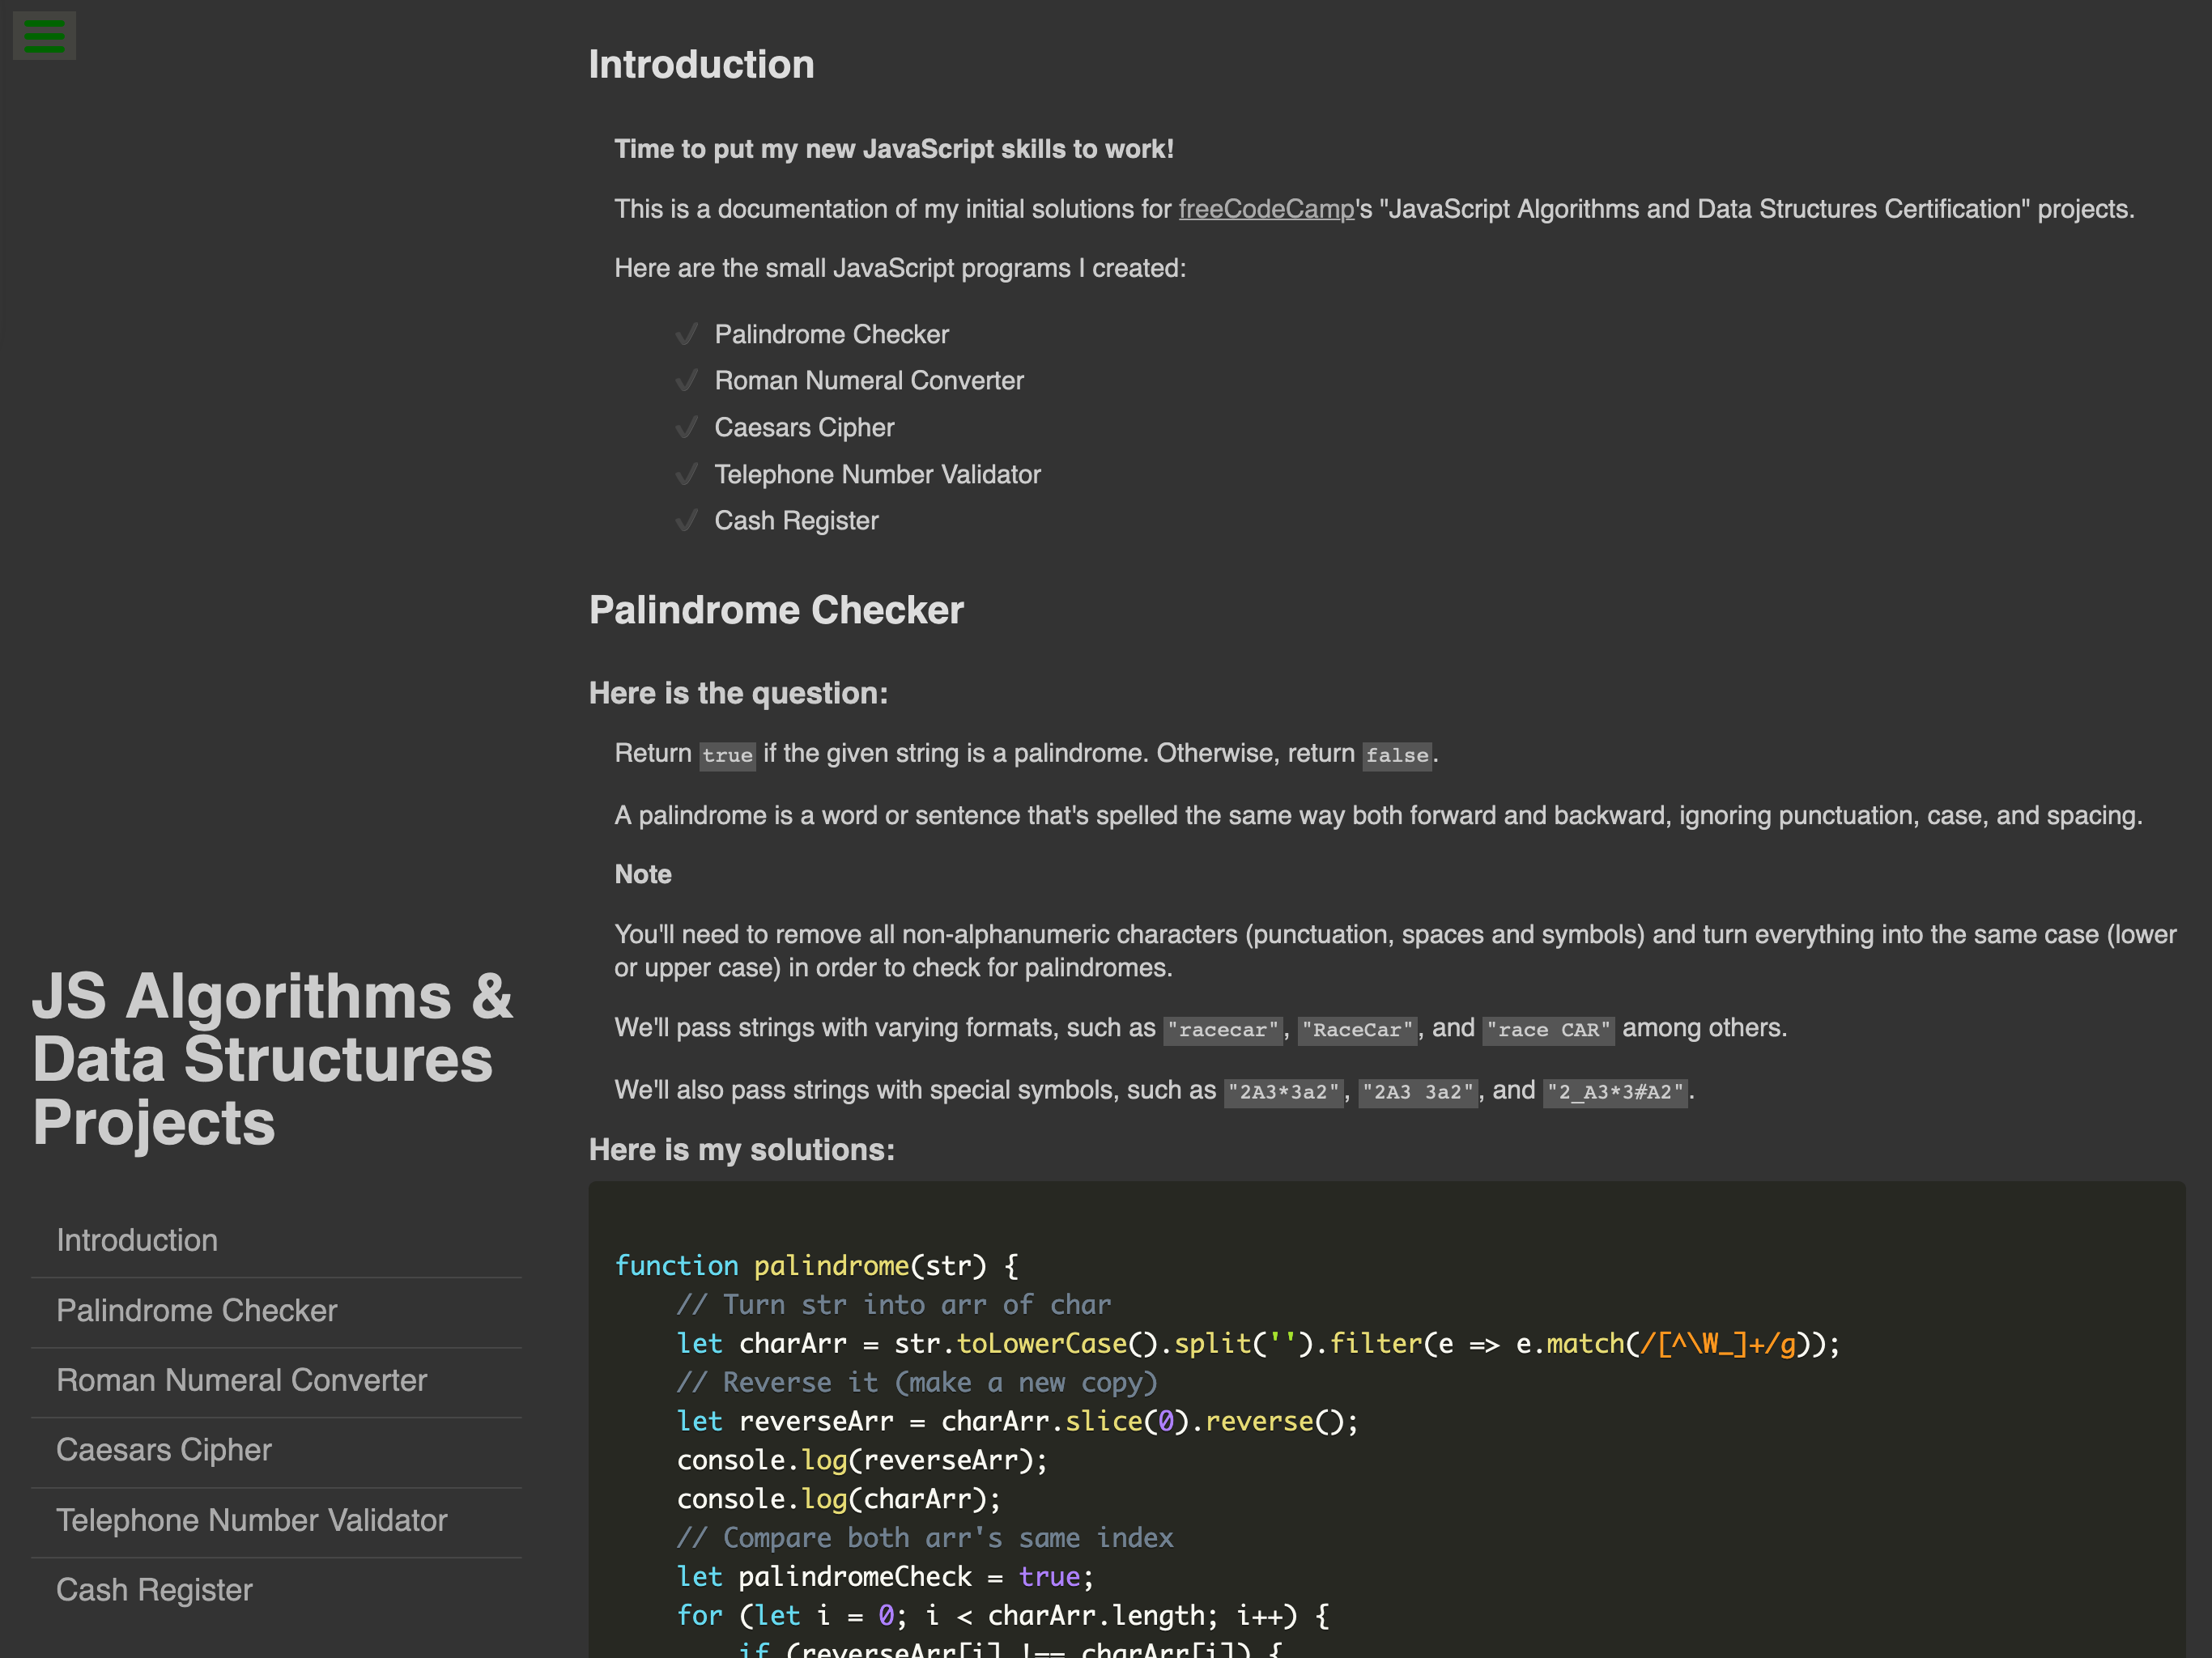 JS Algorithms &
Data Structures
Projects
Introduction
Palindrome Checker
Roman Numeral Converter
Caesars Cipher
Telephone Number Validator
Cash Register
Introduction
Time to put my new JavaScript skills to work!
This is a documentation of my initial solutions for freeCodeCamp's "JavaScript Algorithms and Data Structures Certification" projects.
Here are the small JavaScript programs I created:
✓ Palindrome Checker
✓ Roman Numeral Converter
✓ Caesars Cipher
✓ Telephone Number Validator
✓ Cash Register
Palindrome Checker
Here is the question:
Return true if the given string is a palindrome. Otherwise, return false.
A palindrome is a word or sentence that's spelled the same way both forward and backward, ignoring punctuation, case, and spacing.
Note
You'll need to remove all non-alphanumeric characters (punctuation, spaces and symbols) and turn everything into the same case (lower
or upper case) in order to check for palindromes.
We'll pass strings with varying formats, such as "racecar", "RaceCar", and "race CAR" among others.
We'll also pass strings with special symbols, such as "2A3*3a2", "2A3 3a2", and "2_A3*3#A2".
Here is my solutions:
function palindrome(str) {
// Turn str into arr of char
let charArr = str.toLowerCase().split('').filter(e => e.match(/[^\W_]+/g));
// Reverse it (make a new copy)
let reverseArr = charArr.slice(0).reverse();
console.log(reverseArr);
console.log(charArr);
// Compare both arr's same index
let palindromeCheck = true;
for (let i = 0; i < charArr.length; i++) {
if (reverseArr[i] !== charArr[i]) {